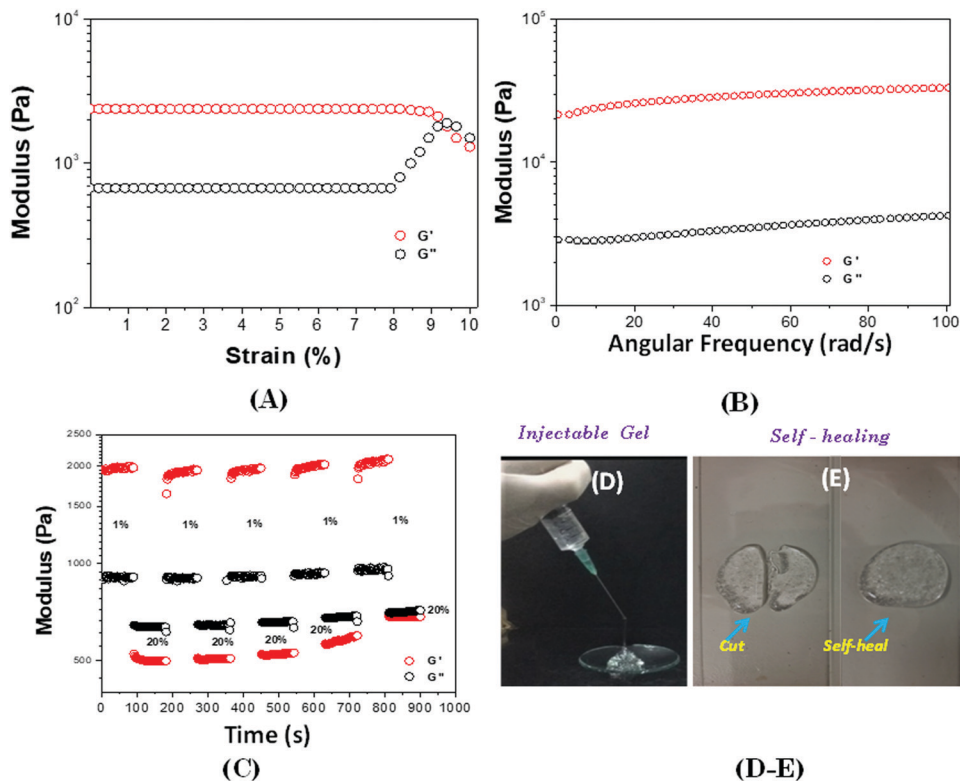 10⁴
10³
10²
Modulus (Pa)
G'
G"
1 2 3 4 5 6 7 8 9 10
Strain (%)
(A)
10⁵
10⁴
10³
Modulus (Pa)
G'
G"
0 20 40 60 80 100
Angular Frequency (rad/s)
(B)
2500
2000
1500
1000
500
Modulus (Pa)
1% 1% 1% 1% 1%
20% 20% 20% 20% 20%
G'
G"
0 100 200 300 400 500 600 700 800 900 1000
Time (s)
(C)
Injectable Gel
Self-healing
(D)
(E)
Cut
Self-heal
(D-E)